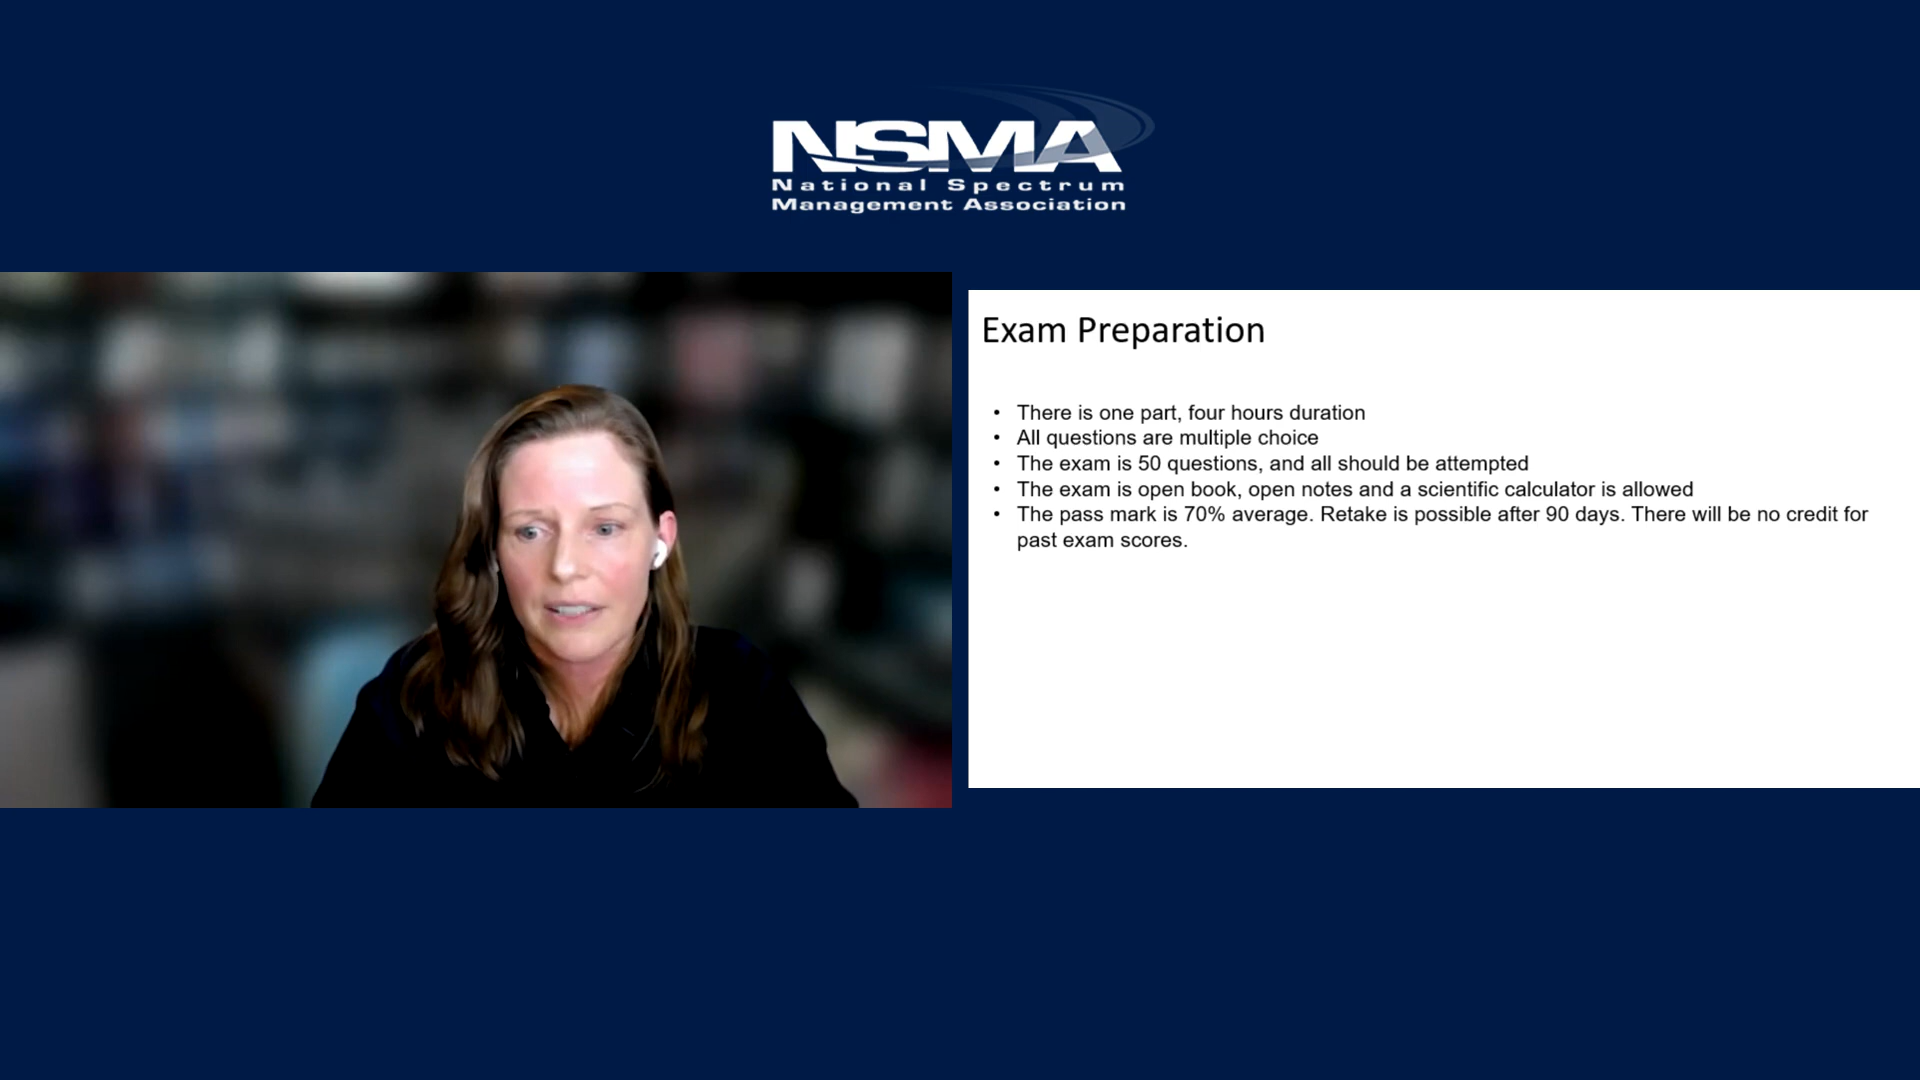 NSMA
National Spectrum
Management Association
Exam Preparation
• There is one part, four hours duration
• All questions are multiple choice
• The exam is 50 questions, and all should be attempted
• The exam is open book, open notes and a scientific calculator is allowed
• The pass mark is 70% average. Retake is possible after 90 days. There will be no credit for
past exam scores.